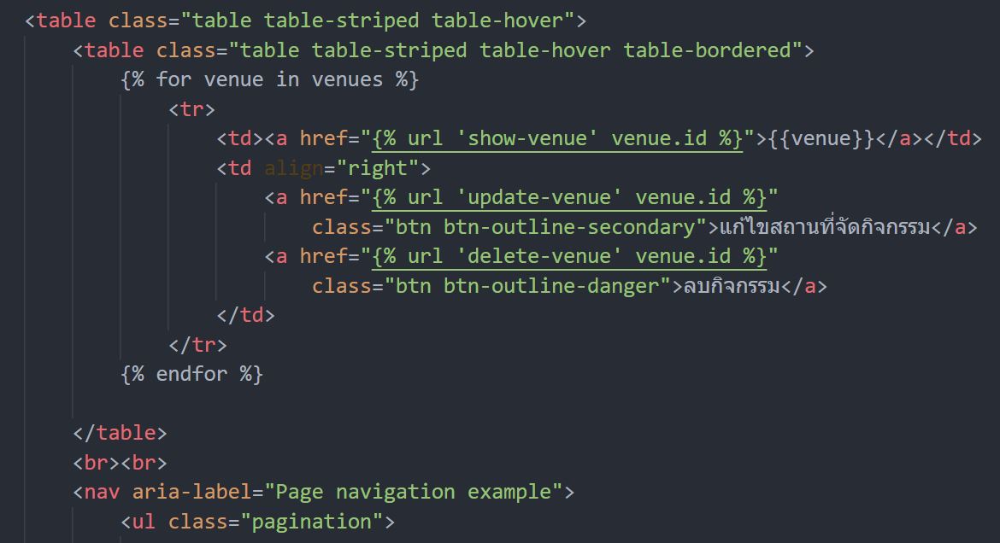 <table class="table table-striped table-hover">
<table class="table table-striped table-hover table-bordered">
{% for venue in venues %}
<tr>
<td><a href="{% url 'show-venue' venue.id %}">{{venue}}</a></td>
<td align="right">
<a href="{% url 'update-venue' venue.id %}"
class="btn btn-outline-secondary">แก้ไขสถานที่จัดกิจกรรม</a>
<a href="{% url 'delete-venue' venue.id %}"
class="btn btn-outline-danger">ลบกิจกรรม</a>
</td>
</tr>
{% endfor %}
</table>
<br><br>
<nav aria-label="Page navigation example">
<ul class="pagination">